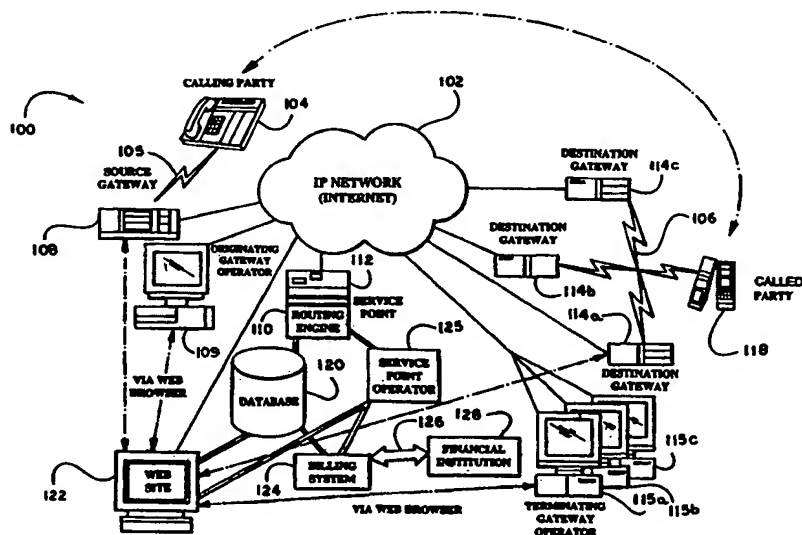 CALLING PARTY
102
104
100
105
SOURCE
GATEWAY
108
IP NETWORK
(INTERNET)
DESTINATION
GATEWAY
114c
106
DESTINATION
GATEWAY
114b
CALLED
PARTY
118
114a
DESTINATION
GATEWAY
ORIGINATING
GATEWAY
OPERATOR
109
112
SERVICE
POINT
110
ROUTING
ENGINE
125
SERVICE
POINT
OPERATOR
120
DATABASE
VIA WEB
BROWSER
126
128
FINANCIAL
INSTITUTION
122
WEB
SITE
124
BILLING
SYSTEM
VIA WEB BROWSER
115c
115b
115a
TERMINATING
GATEWAY
OPERATOR